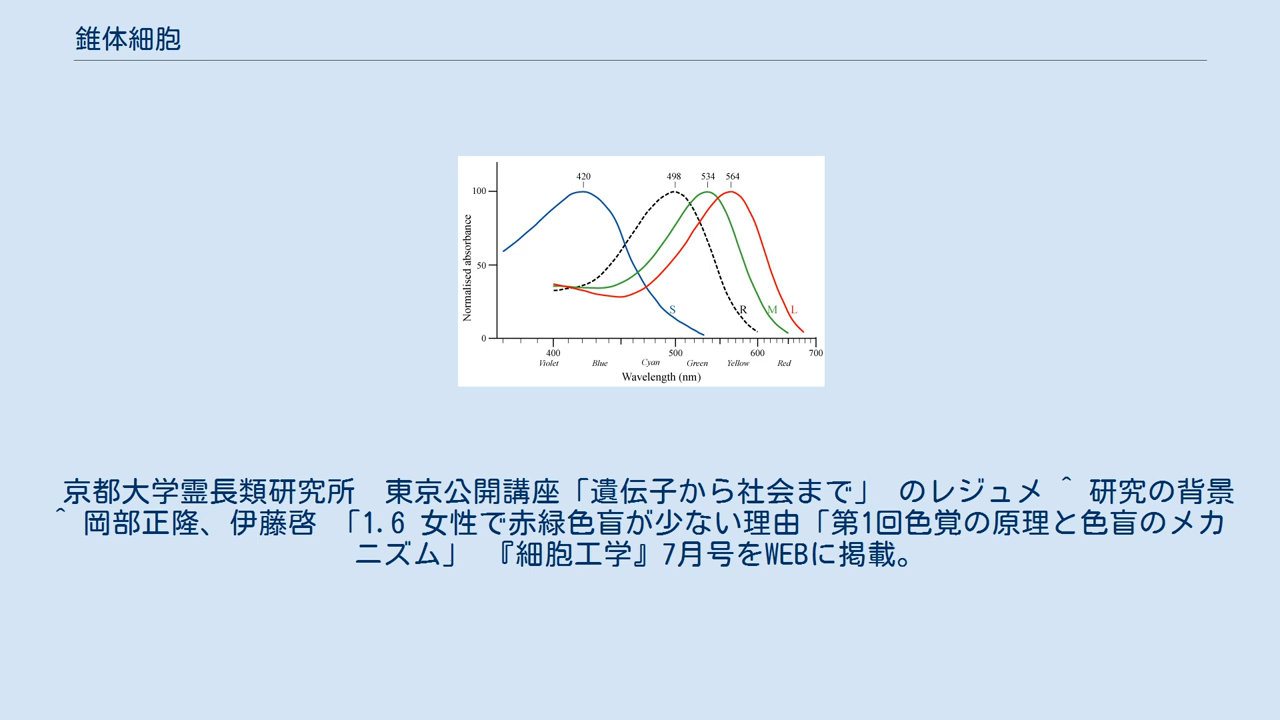 錐体細胞
420 498 534 564
100
50
0
Normalised absorbance
S R M L
400 500 600 700
Violet Blue Cyan Green Yellow Red
Wavelength (nm)
京都大学霊長類研究所　東京公開講座「遺伝子から社会まで」 のレジュメ ^ 研究の背景
^ 岡部正隆、伊藤啓 「1.6 女性で赤緑色盲が少ない理由「第1回色覚の原理と色盲のメカ
ニズム」 『細胞工学』7月号をWEBに掲載。